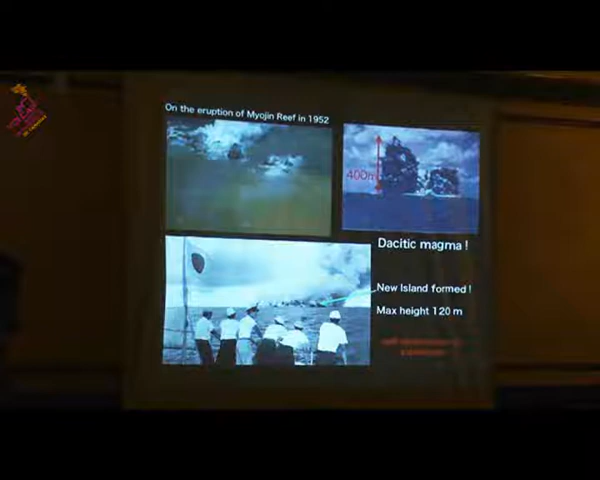 On the eruption of Myojin Reef in 1952
400m
Dacitic magma !
New Island formed !
Max height 120 m